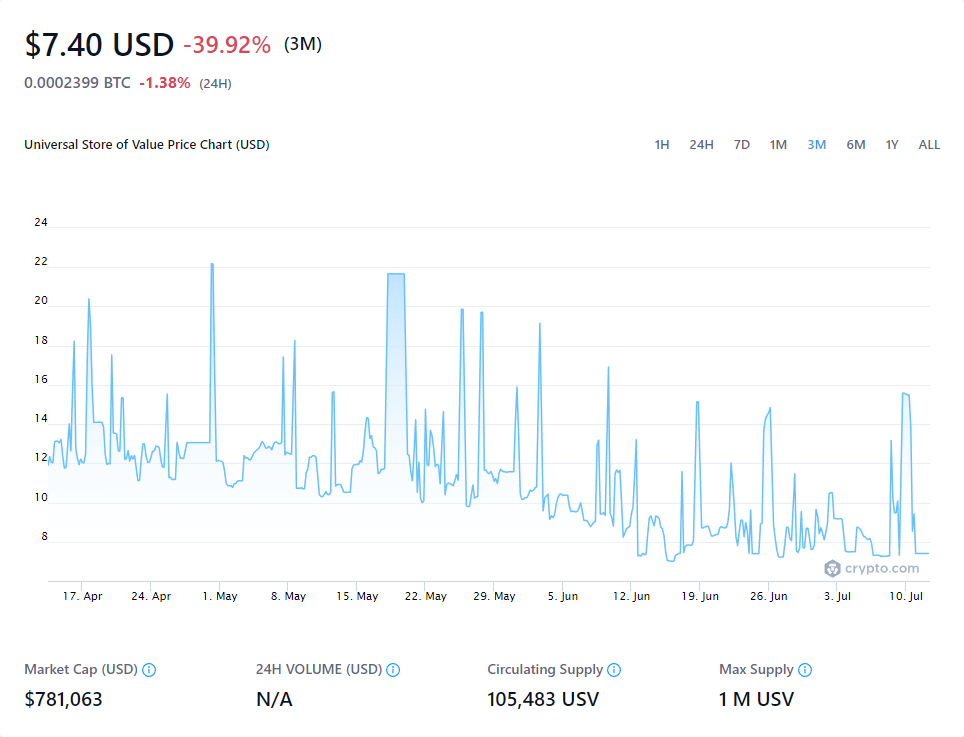 $7.40 USD -39.92% (3M)
0.0002399 BTC -1.38% (24H)
Universal Store of Value Price Chart (USD) 1H 24H 7D 1M 3M 6M 1Y ALL
24
22
20
18
16
14
12
10
8
crypto.com
17. Apr 24. Apr 1. May 8. May 15. May 22. May 29. May 5. Jun 12. Jun 19. Jun 26. Jun 3. Jul 10. Jul
Market Cap (USD) 24H VOLUME (USD) Circulating Supply Max Supply
$781,063 N/A 105,483 USV 1 M USV